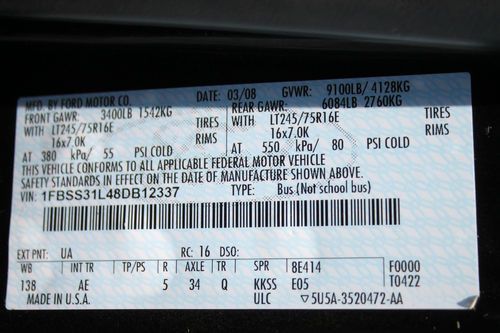 MFD. BY FORD MOTOR CO. DATE: 03/08 GVWR: 9100LB/ 4128KG
FRONT GAWR: 3400LB 1542KG REAR GAWR: 6084LB 2760KG
WITH LT245/75R16E TIRES WITH LT245/75R16E TIRES
16x7.0K RIMS 16x7.0K RIMS
AT 380 kPa/ 55 PSI COLD AT 550 kPa/ 80 PSI COLD
THIS VEHICLE CONFORMS TO ALL APPLICABLE FEDERAL MOTOR VEHICLE
SAFETY STANDARDS IN EFFECT ON THE DATE OF MANUFACTURE SHOWN ABOVE.
VIN: 1FBSS31L48DB12337 TYPE: Bus (Not school bus)
EXT PNT: UA RC: 16 DSO:
WB INT TR TP/PS R AXLE TR SPR 8E414 F0000
138 AE 5 34 Q KKSS E05 T0422
MADE IN U.S.A. ULC ▽5U5A-3520472-AA